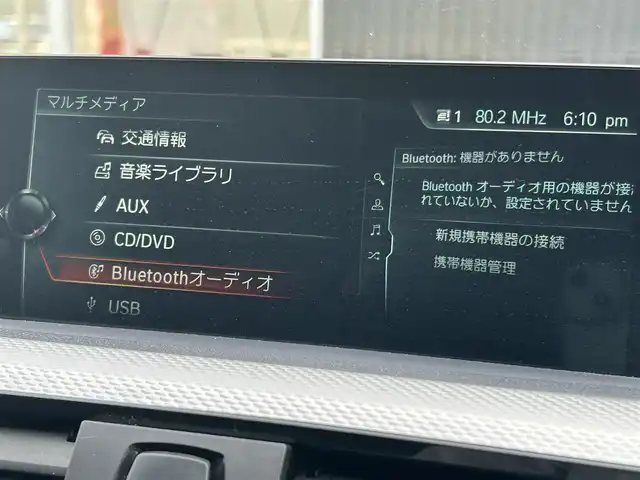 マルチメディア
交通情報
音楽ライブラリ
AUX
CD/DVD
Bluetoothオーディオ
USB
1 80.2 MHz 6:10 pm
Bluetooth: 機器がありません
Bluetooth オーディオ用の機器が接
れていないか、設定されていません
新規携帯機器の接続
携帯機器管理